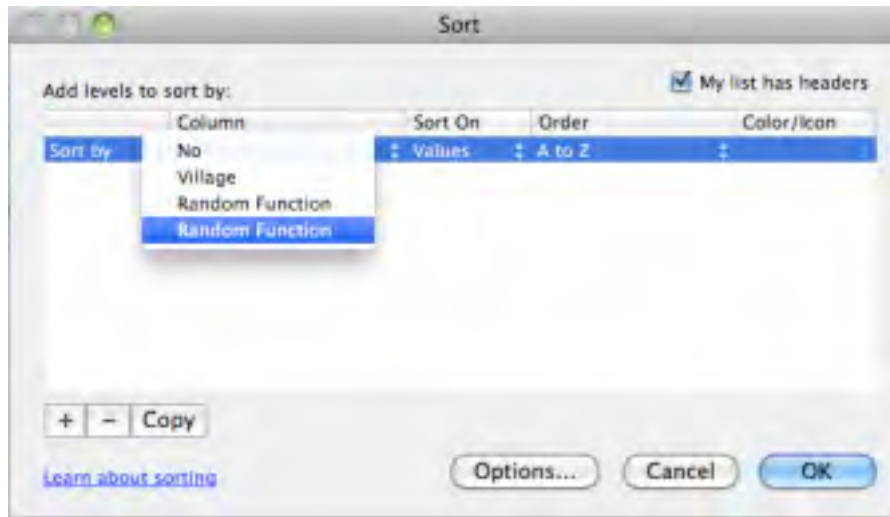 Sort
Add levels to sort by:
My list has headers
Column Sort On Order Color/Icon
Sort by No Values A to Z
Village
Random Function
Random Function
+ - Copy
Learn about sorting
Options... Cancel OK